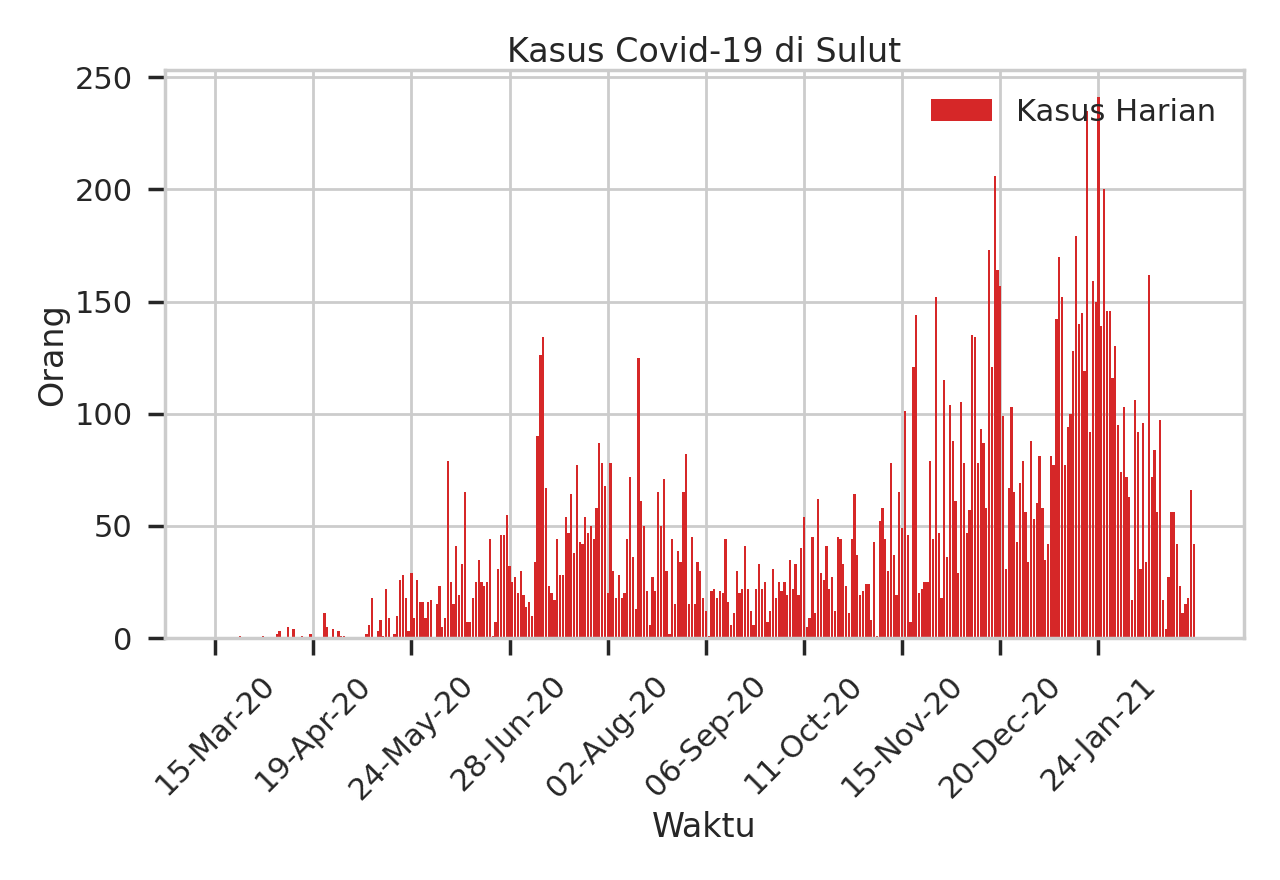 Kasus Covid-19 di Sulut
Kasus Harian
Orang
250
200
150
100
50
0
15-Mar-20
19-Apr-20
24-May-20
28-Jun-20
02-Aug-20
06-Sep-20
11-Oct-20
15-Nov-20
20-Dec-20
24-Jan-21
Waktu